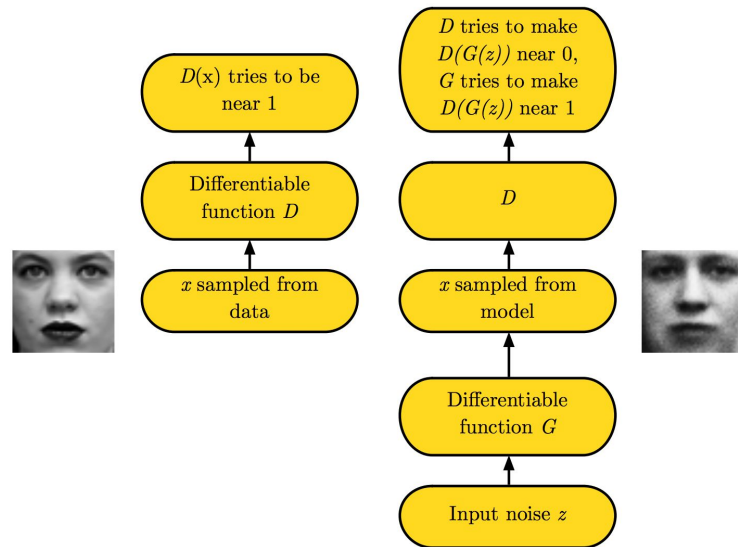 D(x) tries to be
near 1
Differentiable
function D
x sampled from
data
D tries to make
D(G(z)) near 0,
G tries to make
D(G(z)) near 1
D
x sampled from
model
Differentiable
function G
Input noise z